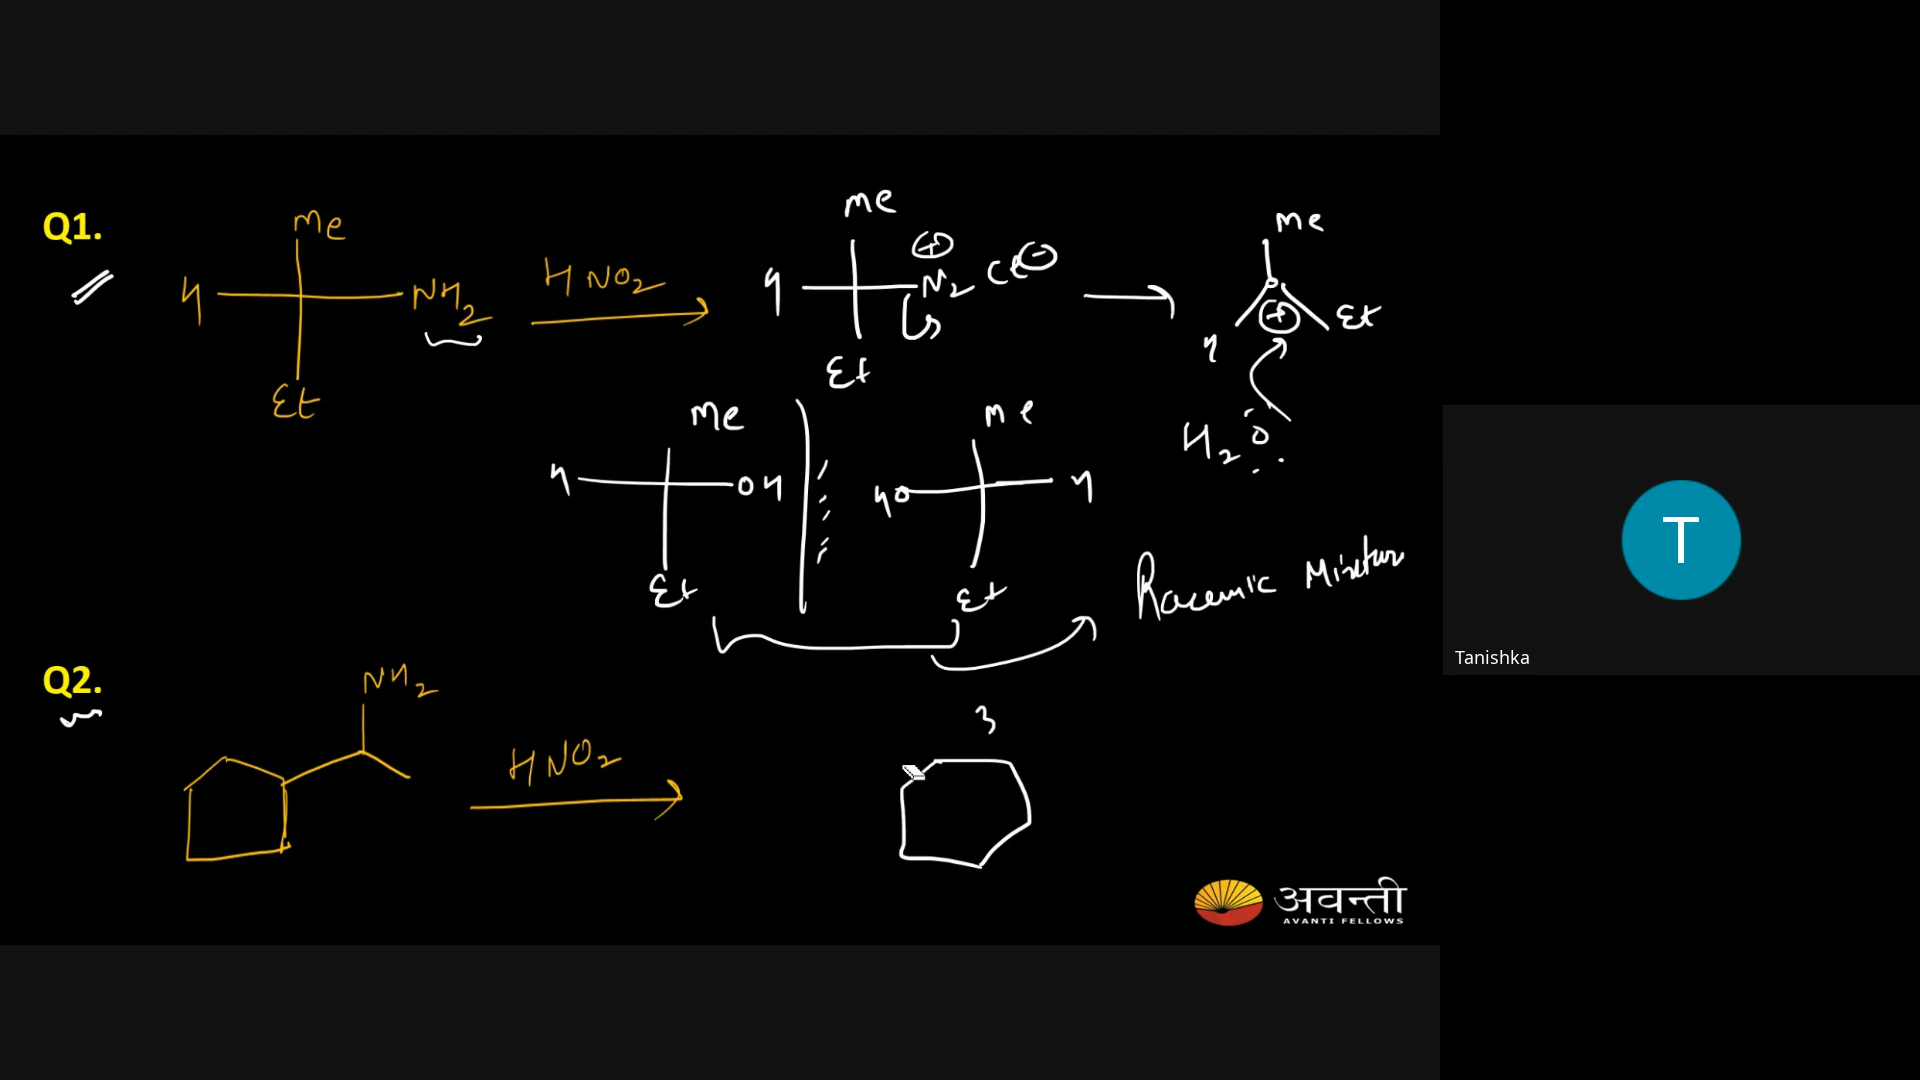 Q1.
Me
H NH2 HNO2
Et
Me
H N2 ⊕ Cl ⊖
Et
Me
⊕
H Et
H2O
Me
H OH
Et
Me
HO H
Et
Racemic Mixture
Q2.
NH2
HNO2
3
अवन्ती
AVANTI FELLOWS
T
Tanishka